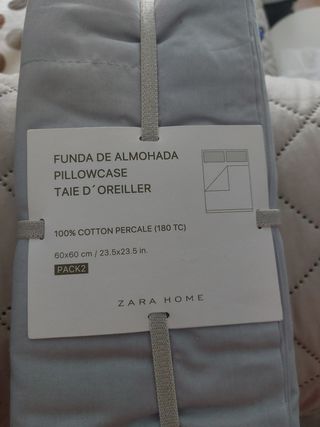 FUNDA DE ALMOHADA
PILLOWCASE
TAIE D´OREILLER
100% COTTON PERCALE (180 TC)
60x60 cm / 23.5x23.5 in.
PACK2
ZARA HOME